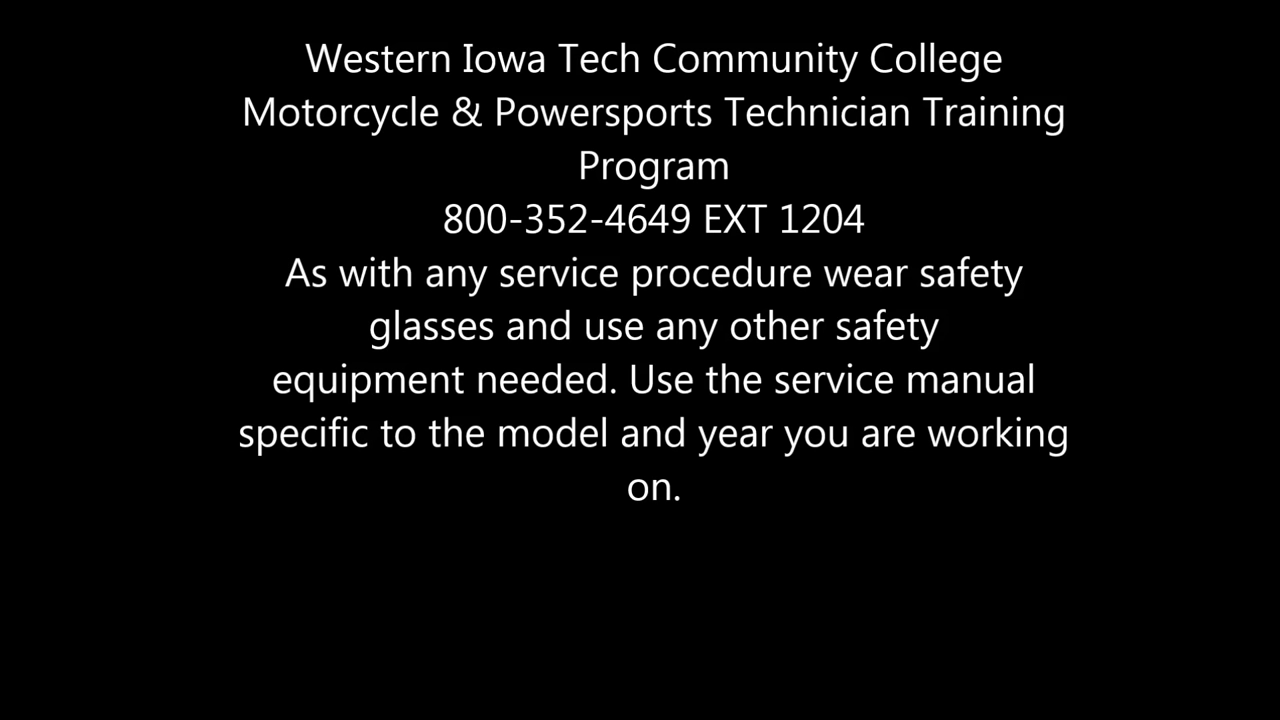 Western Iowa Tech Community College
Motorcycle & Powersports Technician Training
Program
800-352-4649 EXT 1204
As with any service procedure wear safety
glasses and use any other safety
equipment needed. Use the service manual
specific to the model and year you are working
on.